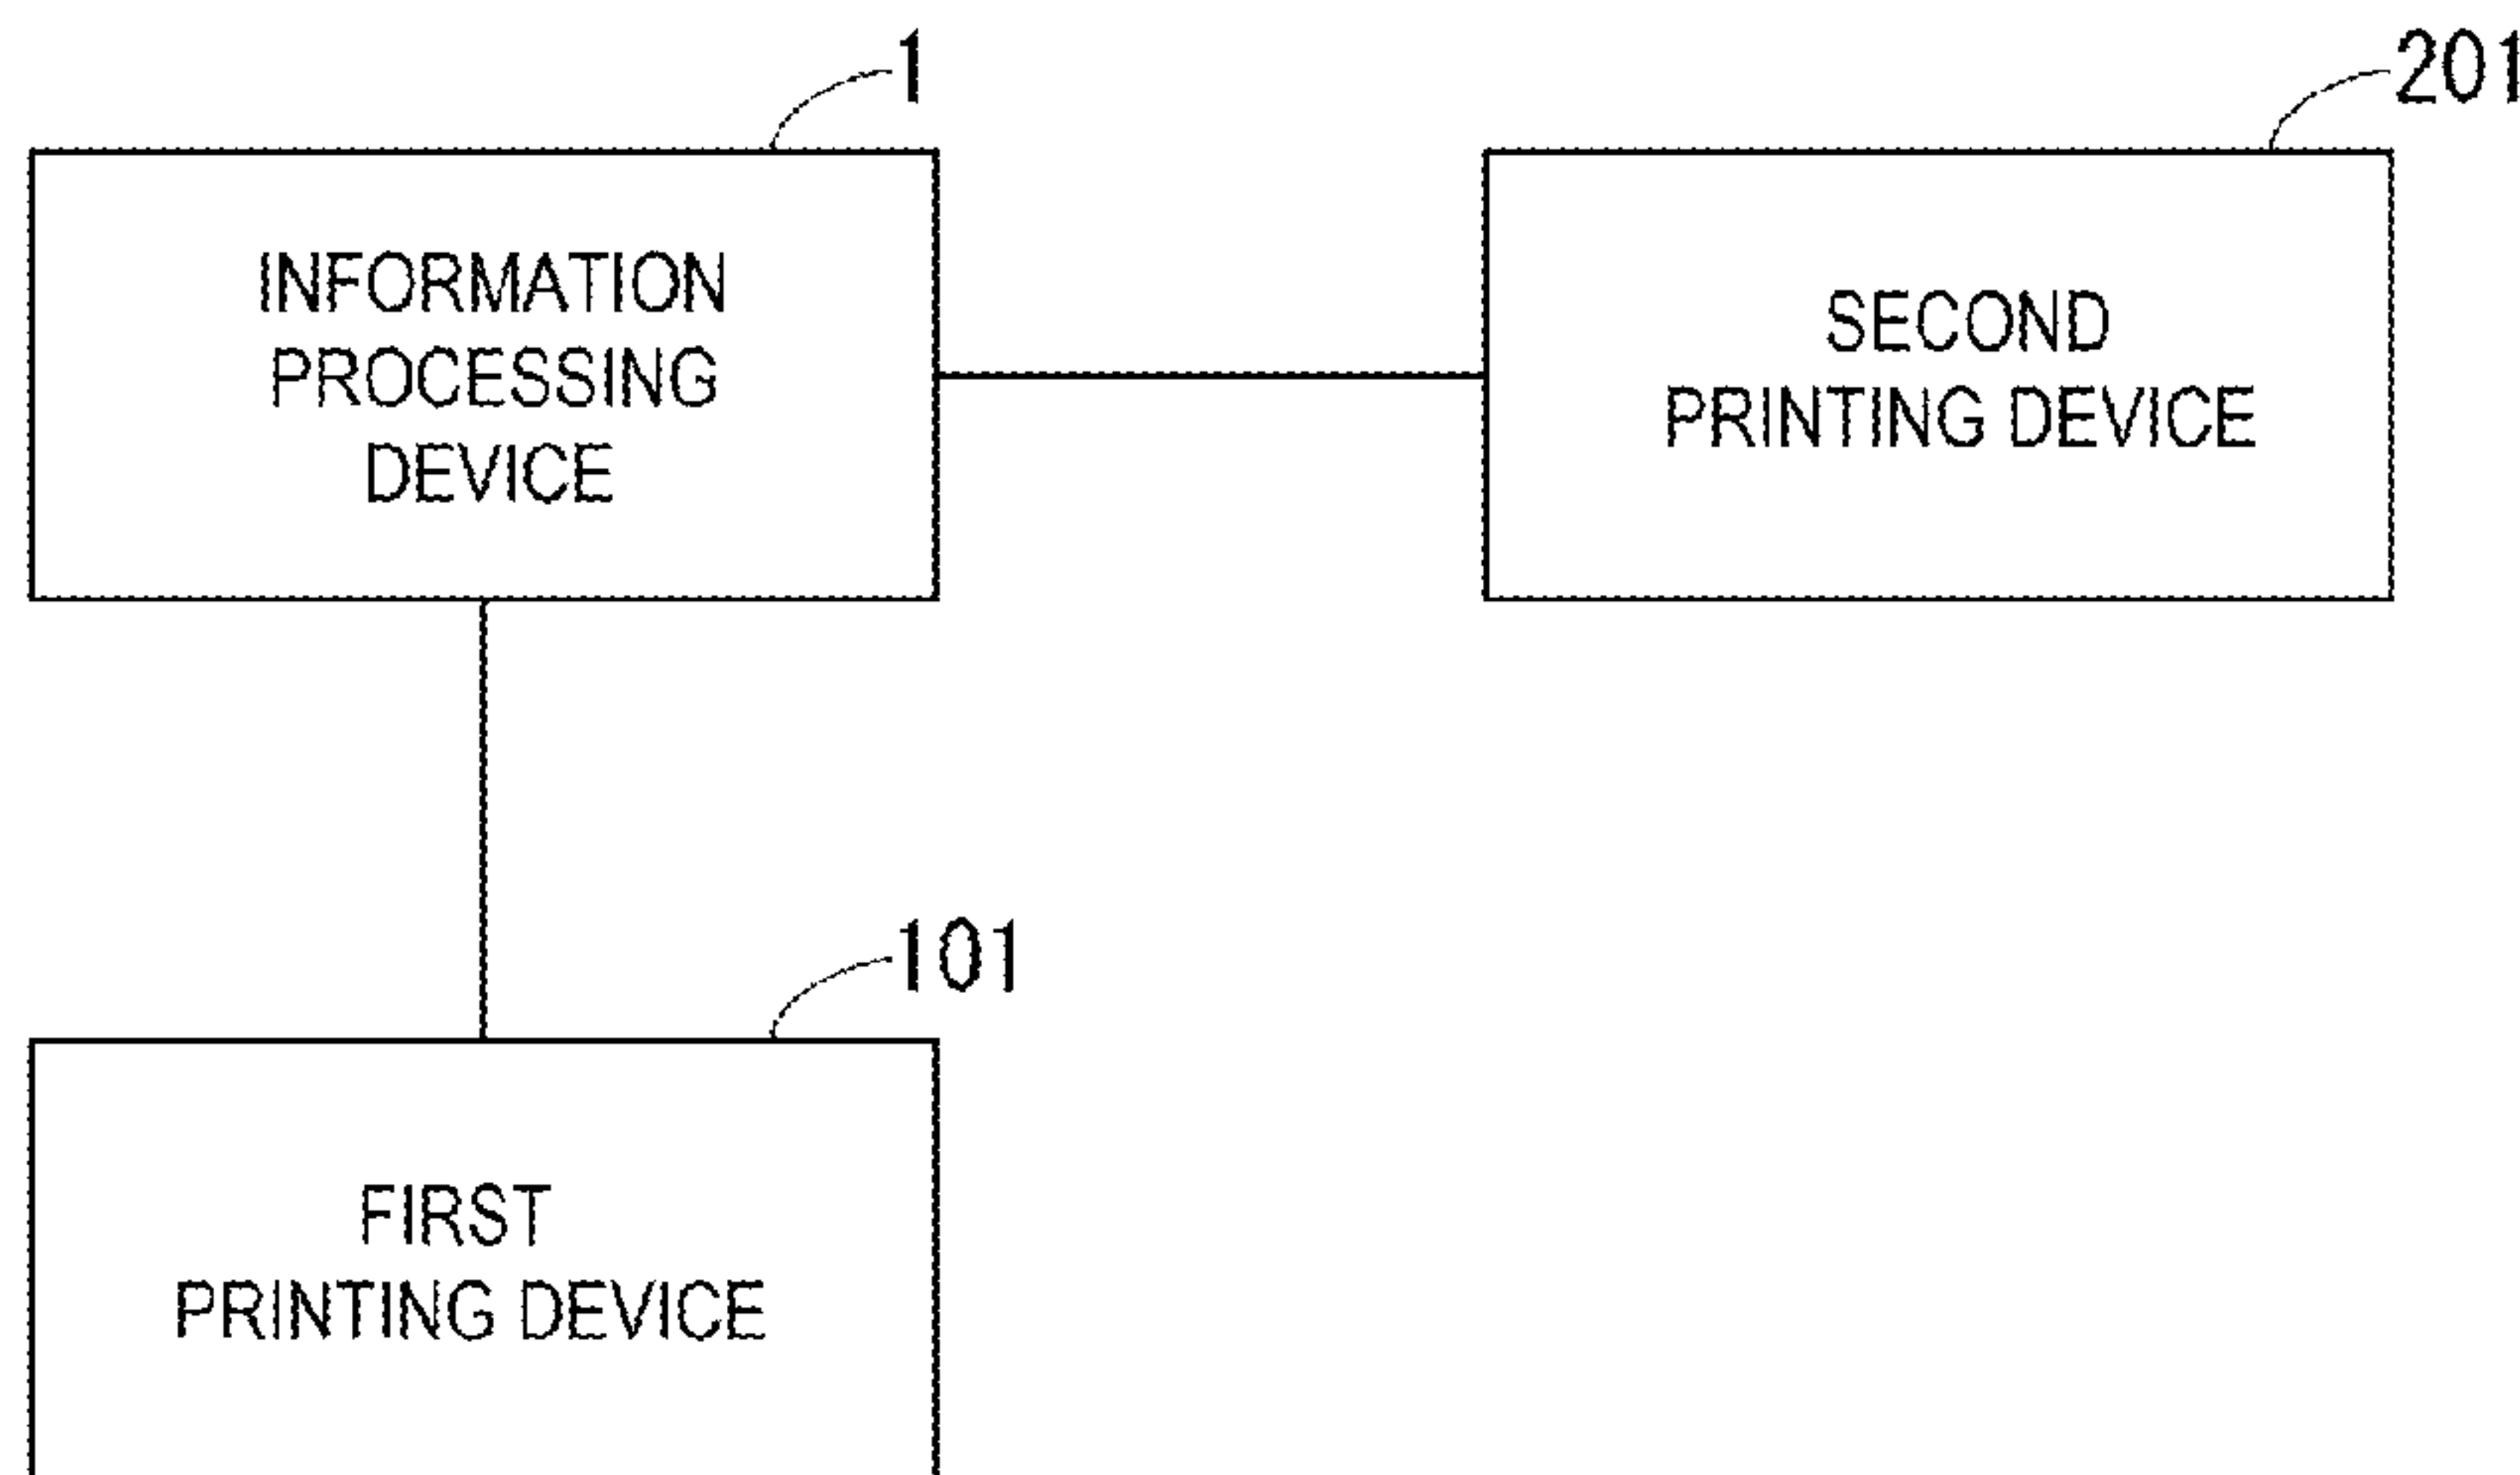 1
201
INFORMATION
PROCESSING
DEVICE
SECOND
PRINTING DEVICE
101
FIRST
PRINTING DEVICE